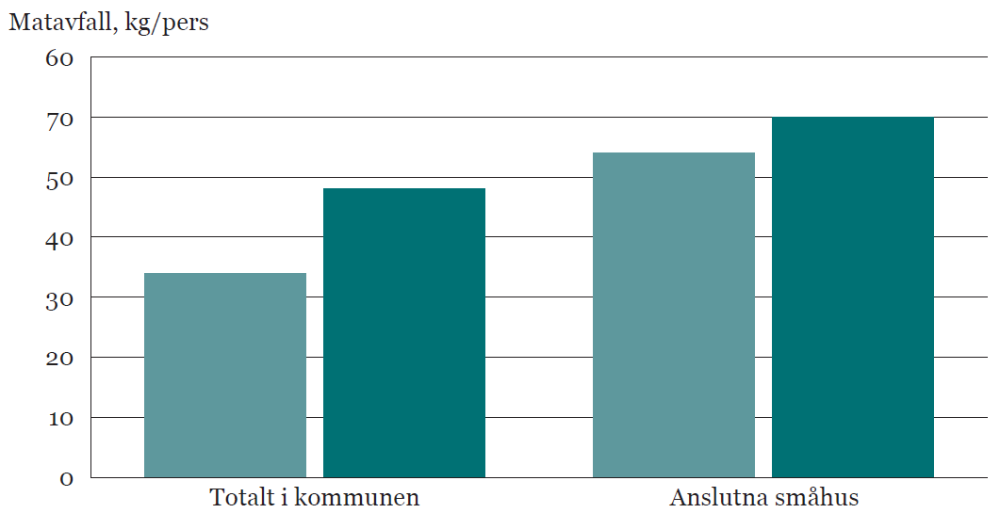 Matavfall, kg/pers
60
70
50
40
30
20
10
0
Totalt i kommunen
Anslutna småhus